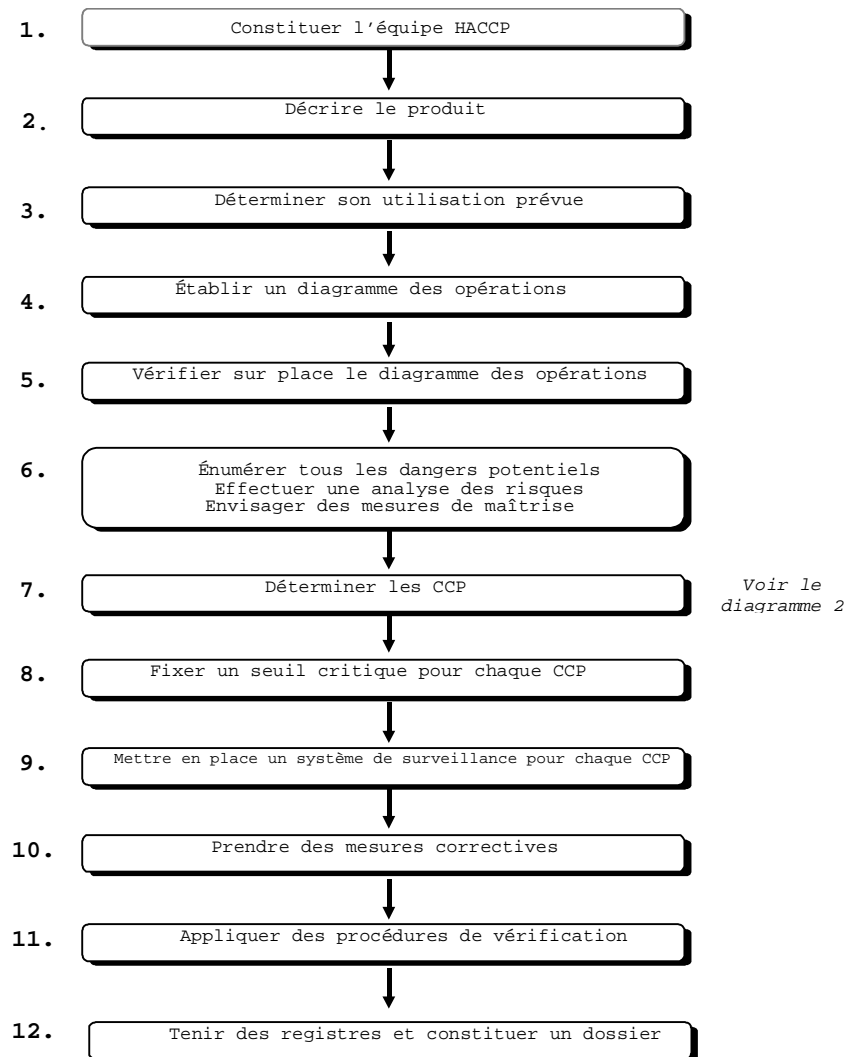 1. Constituer l'équipe HACCP
2. Décrire le produit
3. Déterminer son utilisation prévue
4. Établir un diagramme des opérations
5. Vérifier sur place le diagramme des opérations
6. Énumérer tous les dangers potentiels
Effectuer une analyse des risques
Envisager des mesures de maîtrise
7. Déterminer les CCP
Voir le
diagramme 2
8. Fixer un seuil critique pour chaque CCP
9. Mettre en place un système de surveillance pour chaque CCP
10. Prendre des mesures correctives
11. Appliquer des procédures de vérification
12. Tenir des registres et constituer un dossier